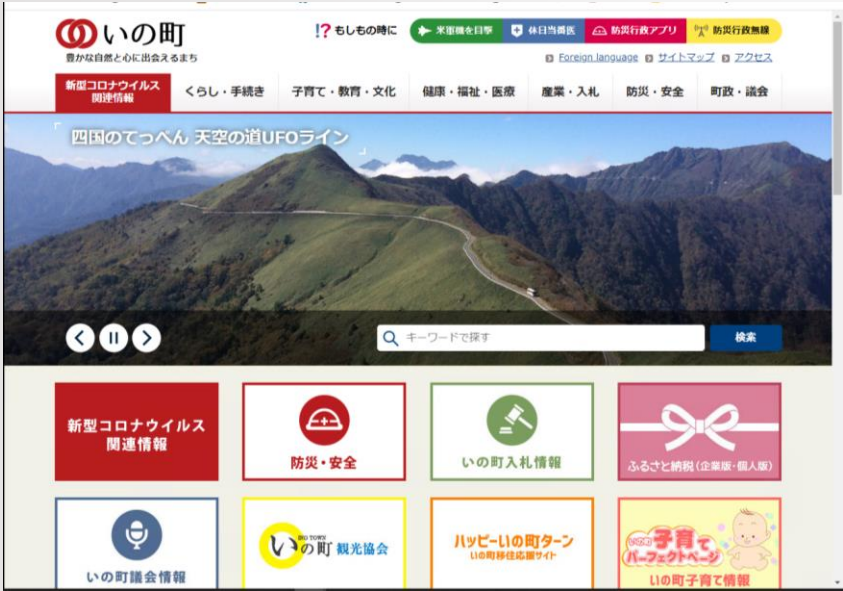 いの町
豊かな自然と心に出会えるまち
!? もしもの時に
米軍機を目撃
休日当番医
防災行政アプリ
防災行政無線
Foreign language
サイトマップ
アクセス
新型コロナウイルス
関連情報
くらし・手続き
子育て・教育・文化
健康・福祉・医療
産業・入札
防災・安全
町政・議会
「四国のてっぺん 天空の道UFOライン」
キーワードで探す
検索
新型コロナウイルス
関連情報
防災・安全
いの町入札情報
ふるさと納税(企業版・個人版)
いの町議会情報
INO TOWN
いの町 観光協会
ハッピーいの町ターン
いの町移住応援サイト
いの町 子育て
パーフェクトページ
いの町子育て情報